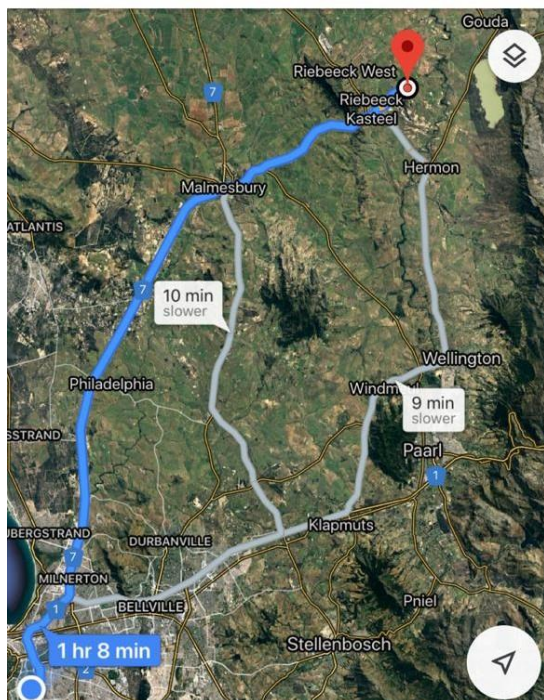 Gouda
Riebeeck West
7
Riebeeck
Kasteel
Hermon
Malmesbury
ATLANTIS
7
10 min
slower
Wellington
Philadelphia
9 min
slower
SSTRAND
Paarl
1
UBERGSTRAND
Klapmuts
DURBANVILLE
7
MILNERTON
1
BELLVILLE
Pniel
Stellenbosch
1 hr 8 min
2